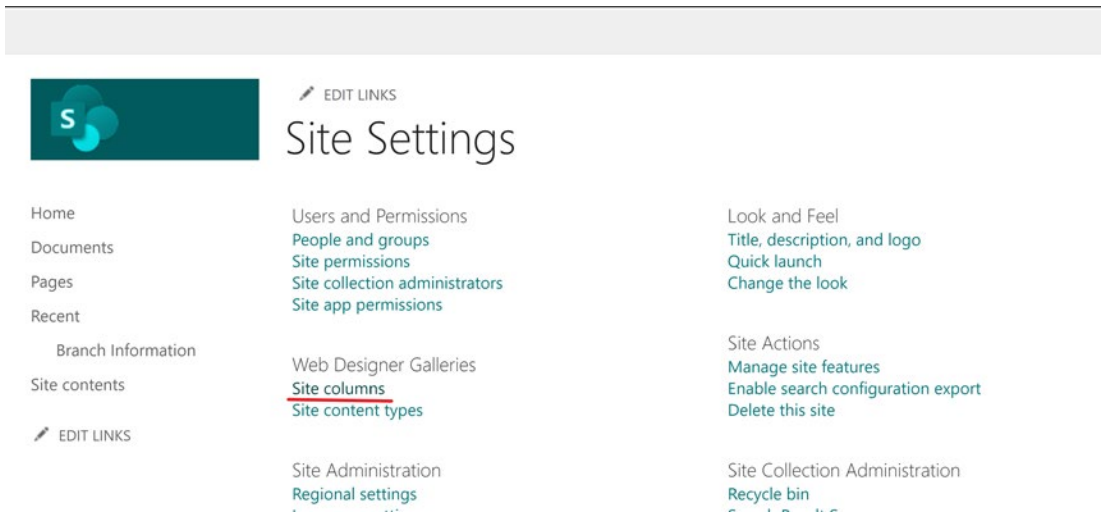 S
EDIT LINKS
Site Settings
Home
Documents
Pages
Recent
Branch Information
Site contents
EDIT LINKS
Users and Permissions
People and groups
Site permissions
Site collection administrators
Site app permissions
Web Designer Galleries
Site columns
Site content types
Site Administration
Regional settings
Look and Feel
Title, description, and logo
Quick launch
Change the look
Site Actions
Manage site features
Enable search configuration export
Delete this site
Site Collection Administration
Recycle bin